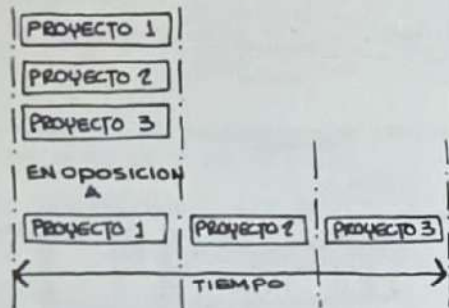 PROYECTO 1
PROYECTO 2
PROYECTO 3
EN OPOSICION
A
PROYECTO 1 PROYECTO 2 PROYECTO 3
TIEMPO